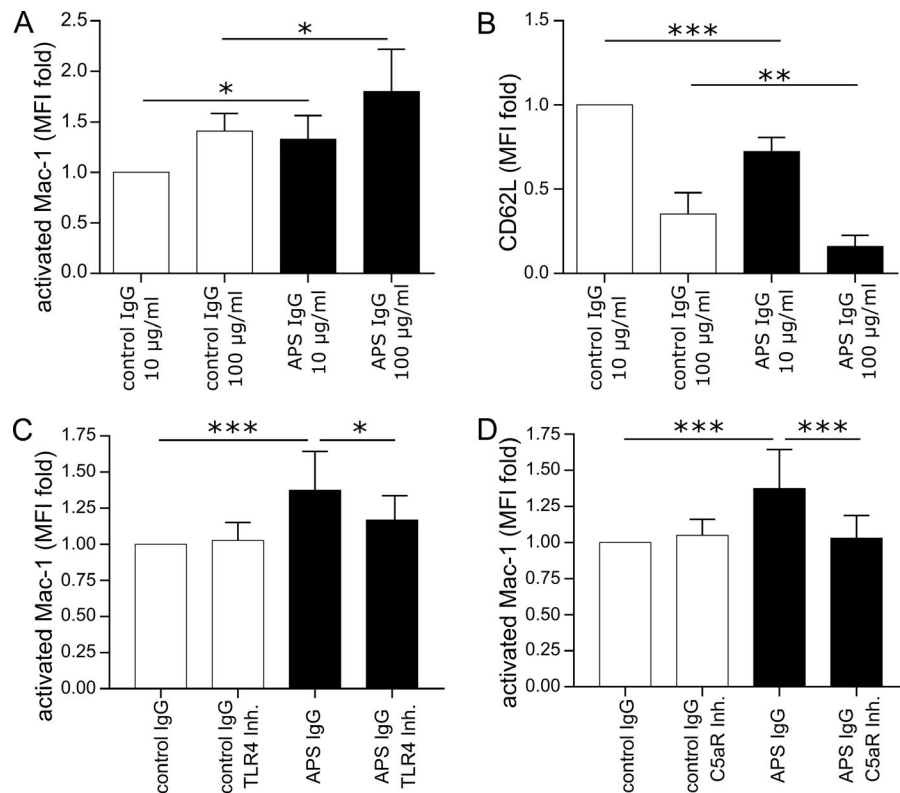 A
activated Mac-1 (MFI fold)
2.5
2.0
1.5
1.0
0.5
0.0
*
*
control IgG
10 µg/ml
control IgG
100 µg/ml
APS IgG
10 µg/ml
APS IgG
100 µg/ml
B
CD62L (MFI fold)
1.5
1.0
0.5
0.0
***
**
control IgG
10 µg/ml
control IgG
100 µg/ml
APS IgG
10 µg/ml
APS IgG
100 µg/ml
C
activated Mac-1 (MFI fold)
1.75
1.50
1.25
1.00
0.75
0.50
0.25
0.00
***
*
control IgG
control IgG
TLR4 Inh.
APS IgG
APS IgG
TLR4 Inh.
D
activated Mac-1 (MFI fold)
1.75
1.50
1.25
1.00
0.75
0.50
0.25
0.00
***
***
control IgG
control IgG
C5aR Inh.
APS IgG
APS IgG
C5aR Inh.